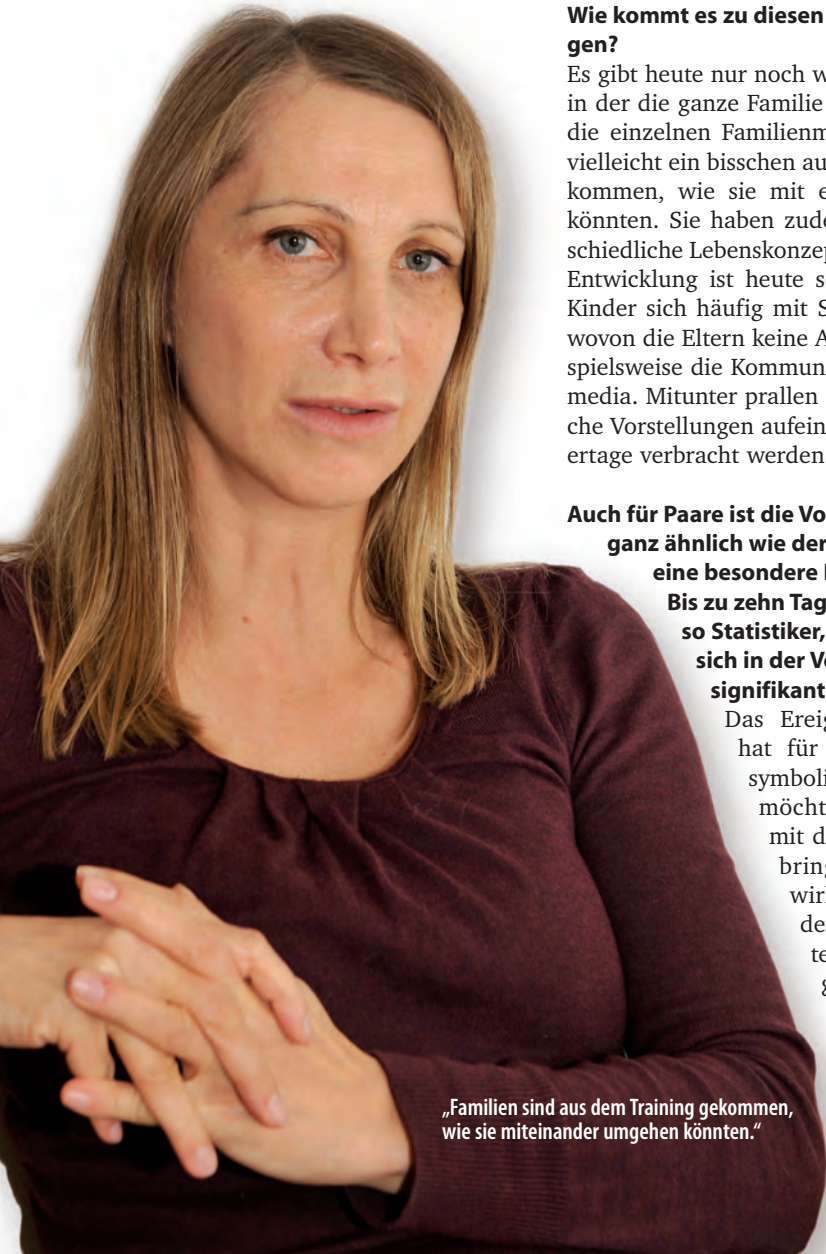 Wie kommt es zu diesen
gen?
Es gibt heute nur noch w
in der die ganze Familie
die einzelnen Familienm
vielleicht ein bisschen au
kommen, wie sie mit e
könnten. Sie haben zude
schiedliche Lebenskonzep
Entwicklung ist heute s
Kinder sich häufig mit S
wovon die Eltern keine A
spielsweise die Kommun
media. Mitunter prallen
che Vorstellungen aufein
ertage verbracht werden
Auch für Paare ist die Vo
ganz ähnlich wie der
eine besondere
Bis zu zehn Tag
so Statistiker,
sich in der Ve
signifikant
Das Ereig
hat für
symboli
möcht
mit d
bring
wirk
de
te
g
„Familien sind aus dem Training gekommen,
wie sie miteinander umgehen könnten.“